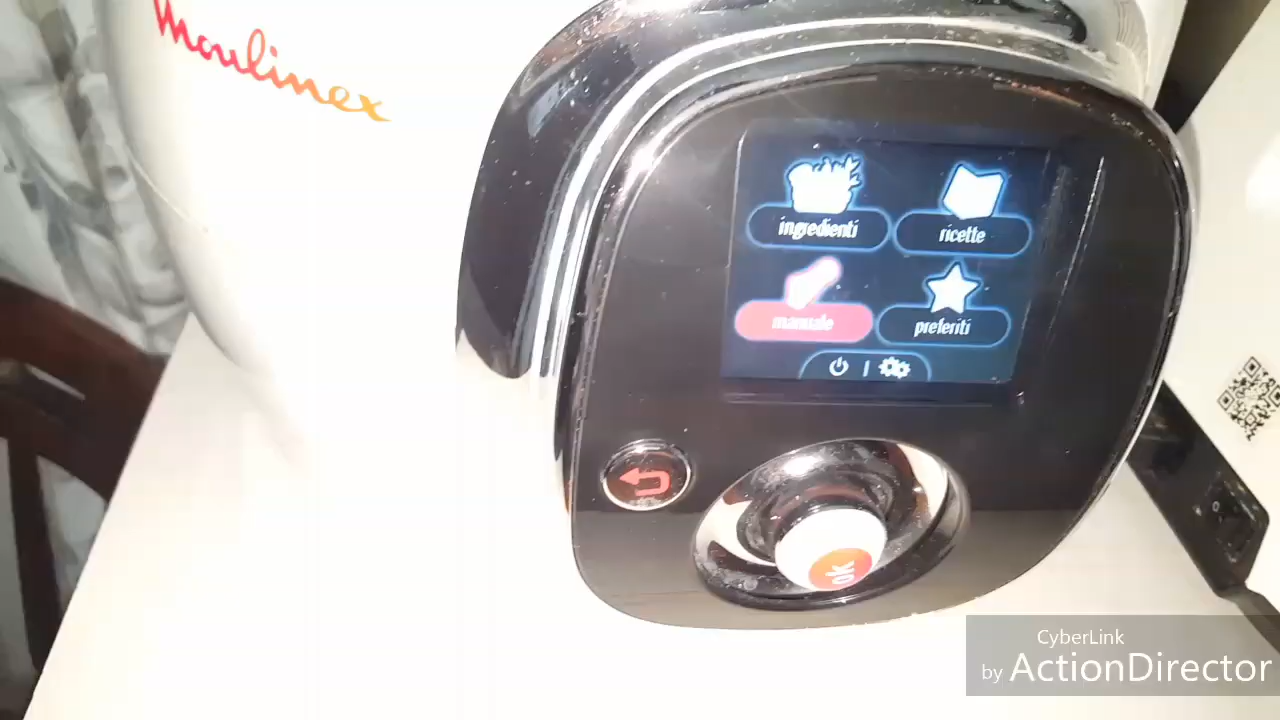 Moulinex
ingredienti
ricette
manuale
preferiti
ok
CyberLink
by ActionDirector